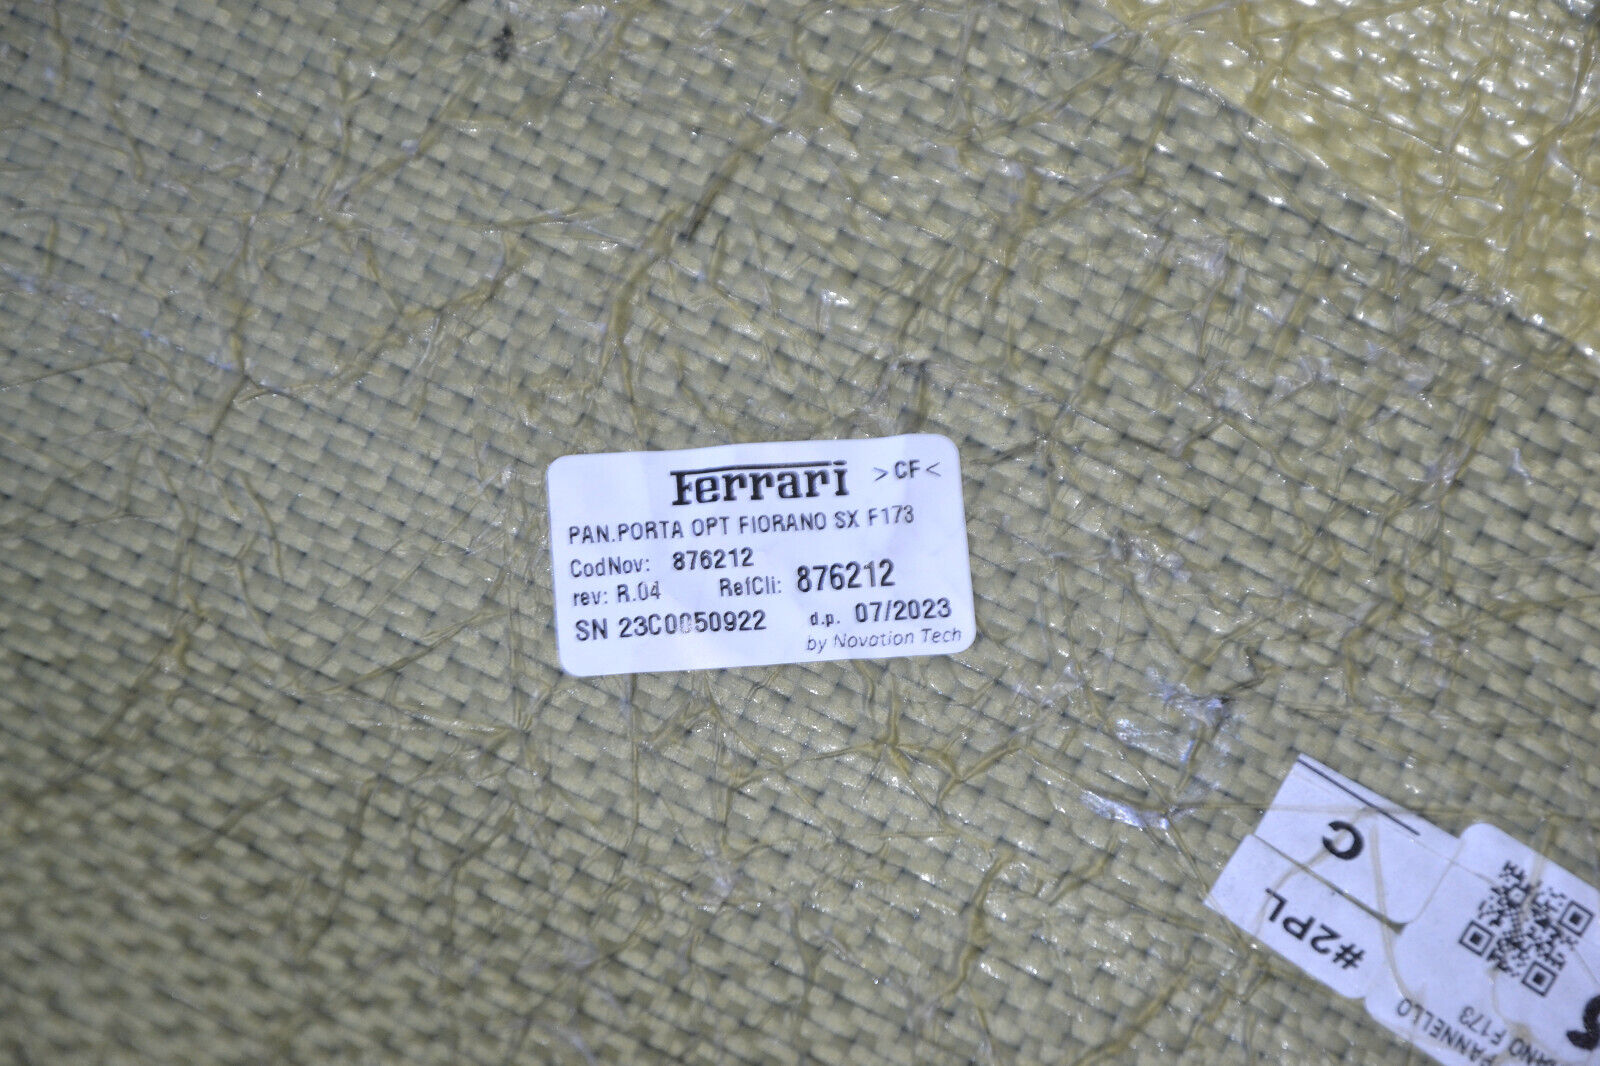 Ferrari >CF<
PAN.PORTA OPT FIORANO SX F173
CodNov: 876212
rev: R.04 RefCli: 876212
SN 23C0050922 d.p. 07/2023
by Novation Tech
C
#2PL
PANNELLO
F173